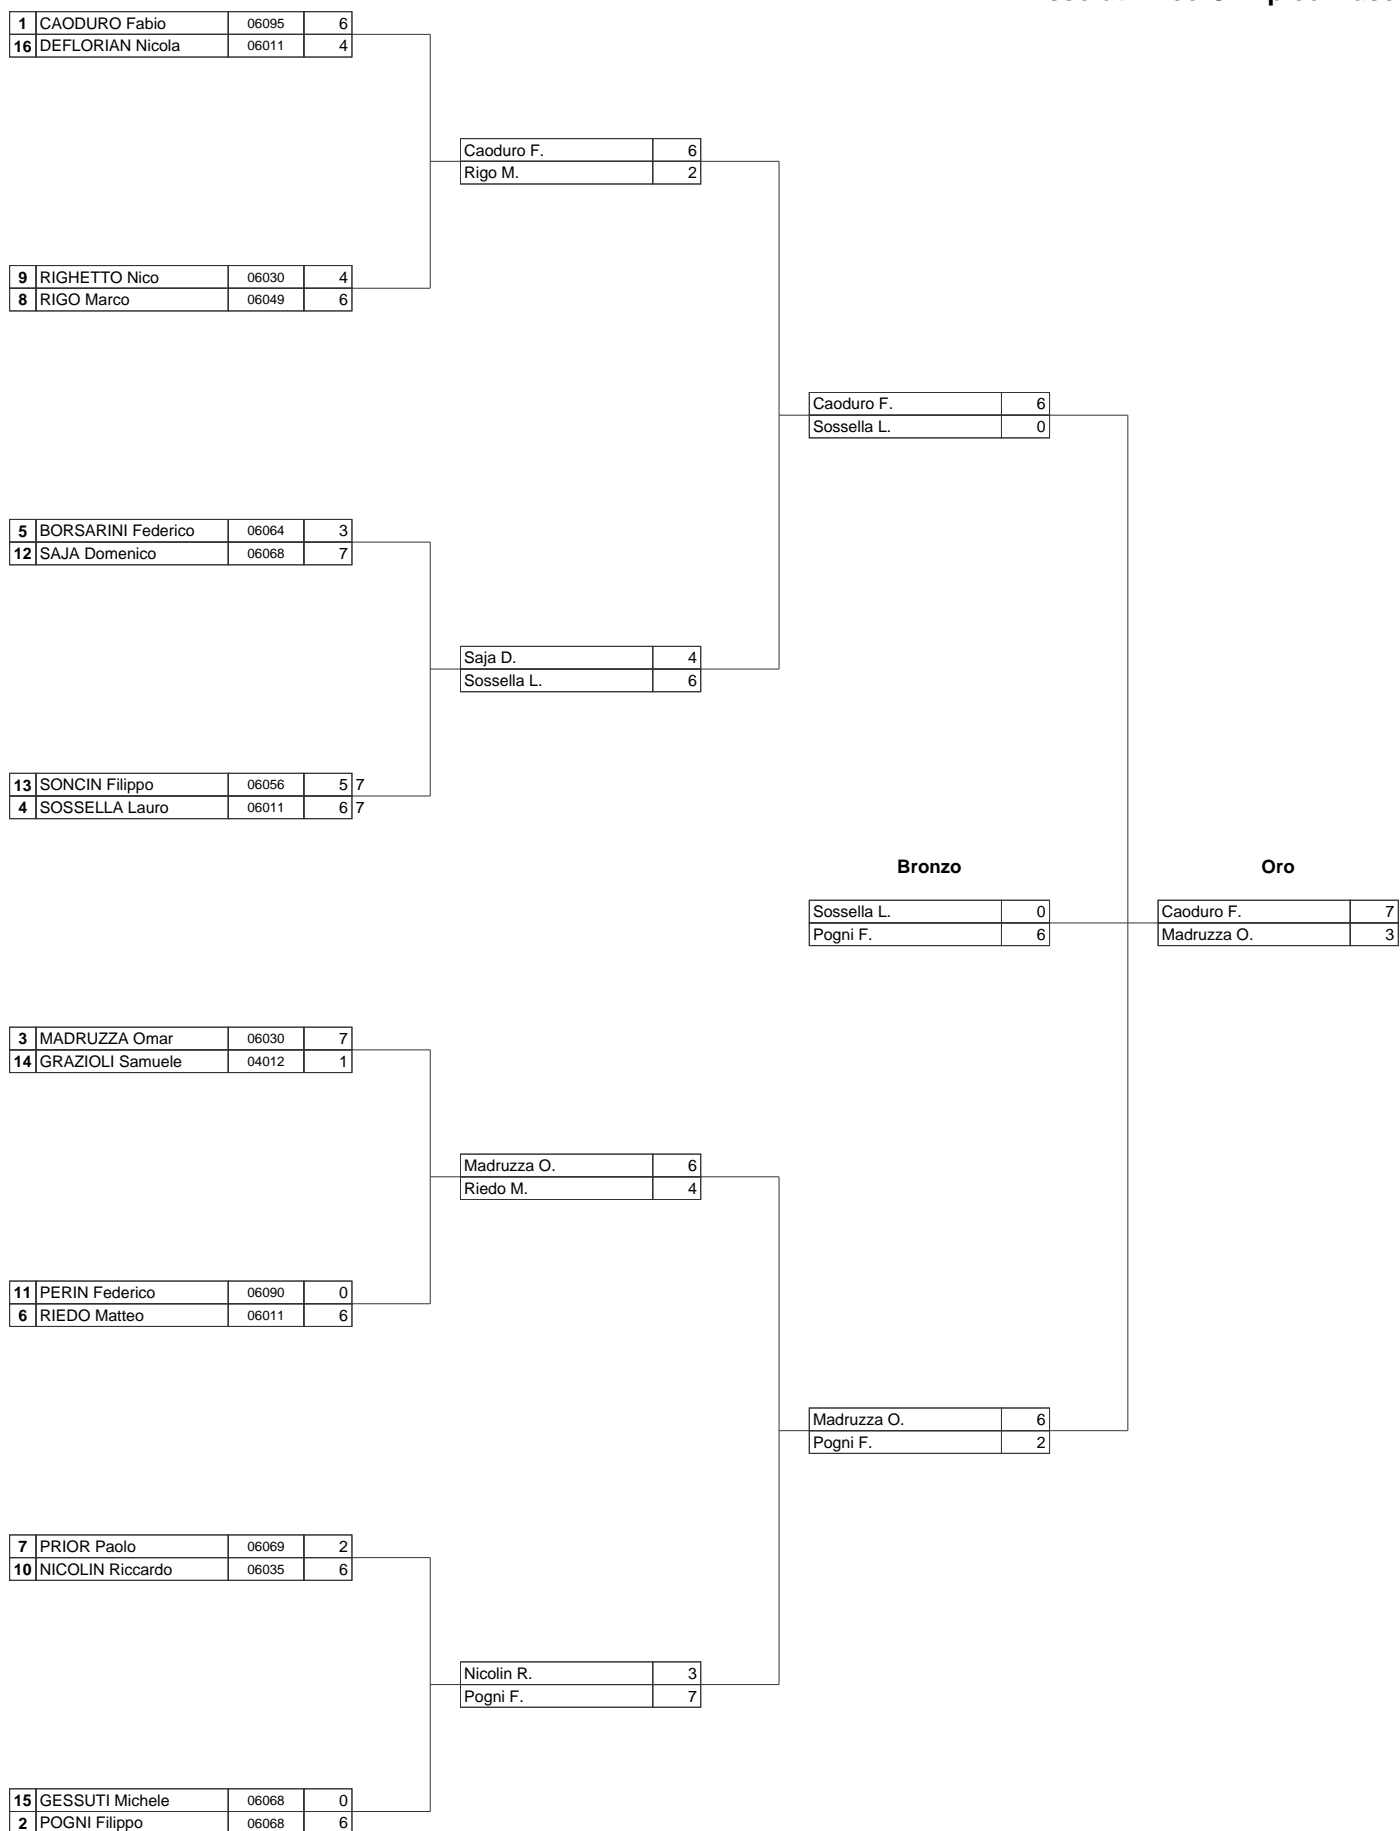 1 CAODURO Fabio 06095 6
16 DEFLORIAN Nicola 06011 4
Caoduro F. 6
Rigo M. 2
9 RIGHETTO Nico 06030 4
8 RIGO Marco 06049 6
Caoduro F. 6
Sossella L. 0
5 BORSARINI Federico 06064 3
12 SAJA Domenico 06068 7
Saja D. 4
Sossella L. 6
13 SONCIN Filippo 06056 5 7
4 SOSSELLA Lauro 06011 6 7
Bronzo Oro
Sossella L. 0 Caoduro F. 7
Pogni F. 6 Madruzza O. 3
3 MADRUZZA Omar 06030 7
14 GRAZIOLI Samuele 04012 1
Madruzza O. 6
Riedo M. 4
11 PERIN Federico 06090 0
6 RIEDO Matteo 06011 6
Madruzza O. 6
Pogni F. 2
7 PRIOR Paolo 06069 2
10 NICOLIN Riccardo 06035 6
Nicolin R. 3
Pogni F. 7
15 GESSUTI Michele 06068 0
2 POGNI Filippo 06068 6